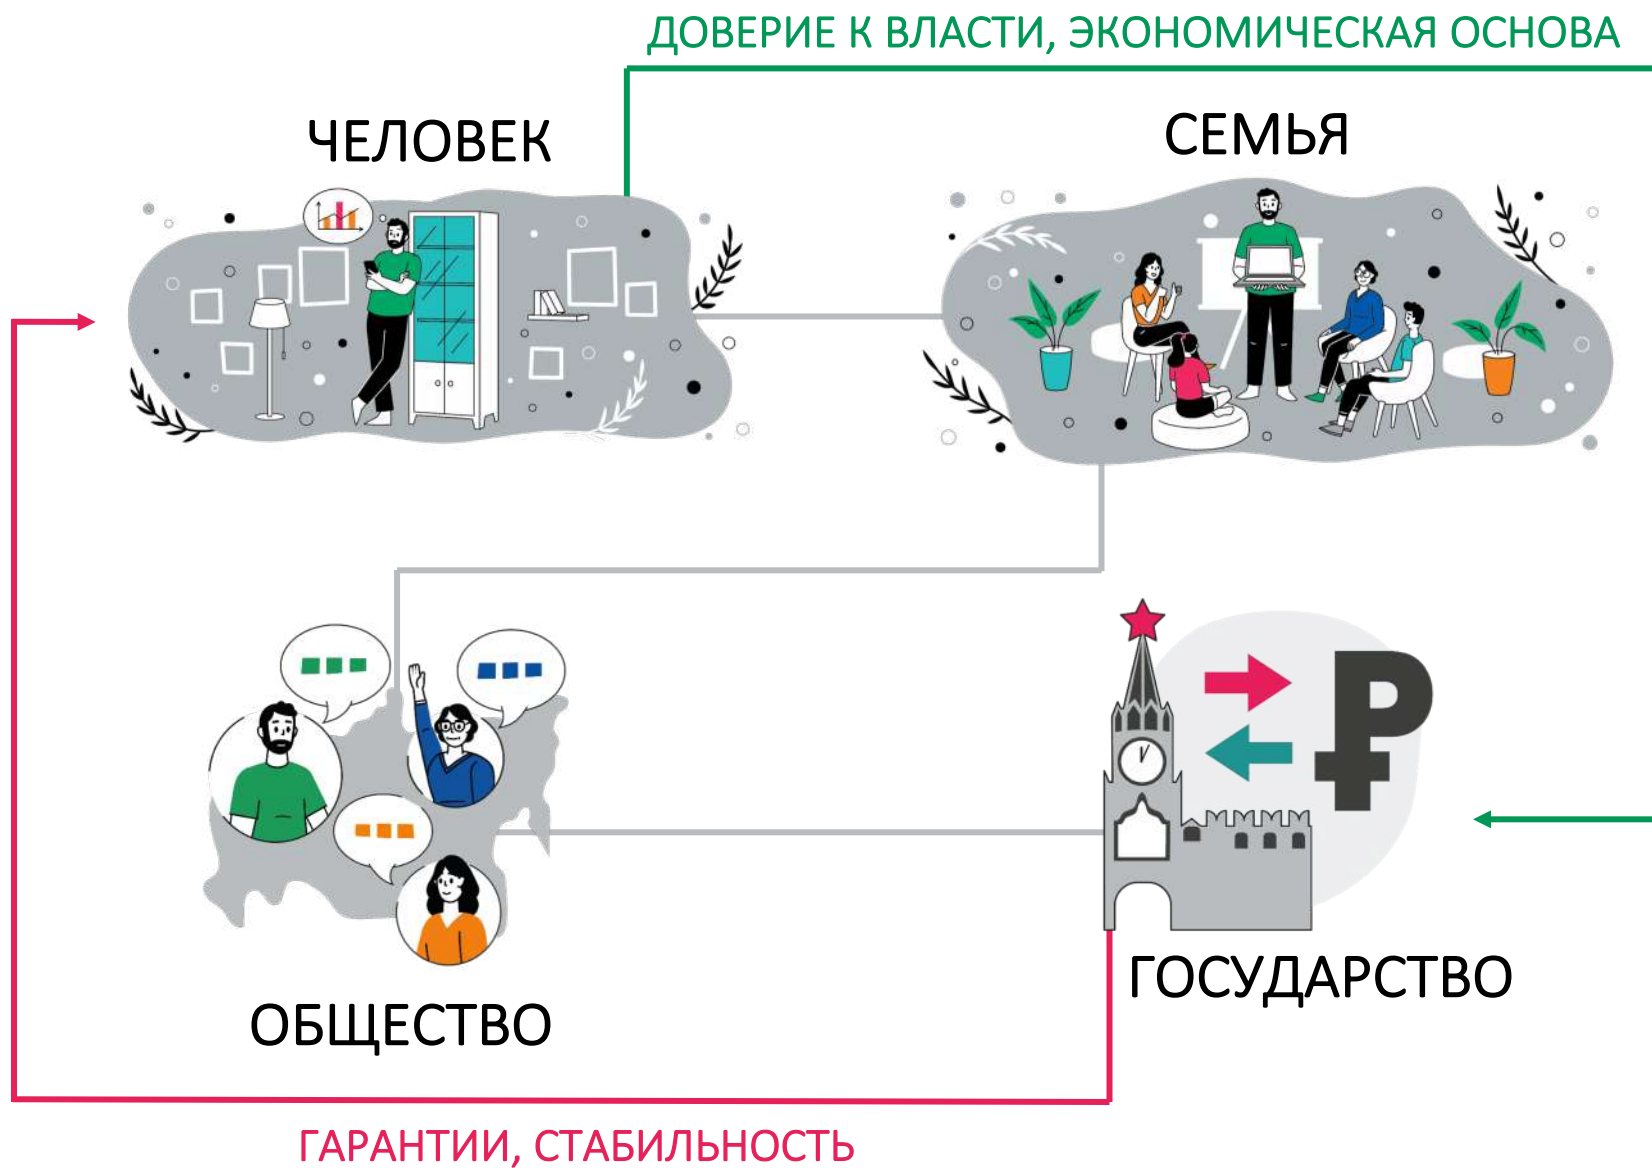 ДОВЕРИЕ К ВЛАСТИ, ЭКОНОМИЧЕСКАЯ ОСНОВА
ЧЕЛОВЕК
СЕМЬЯ
ОБЩЕСТВО
ГОСУДАРСТВО
ГАРАНТИИ, СТАБИЛЬНОСТЬ